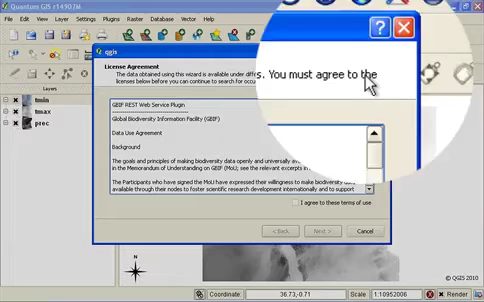 Quantum GIS r14907M
File Edit View Layer Settings Plugins Raster Database Vector
Layers
tmin
tmax
prec
qgis
License Agreement
The data obtained using this wizard is available under
s. You must agree to the
licenses below before you can continue to search for
GBIF REST Web Service Plugin
Global Biodiversity Information Facility (GBIF)
Data Use Agreement
Background
The goals and principles of making biodiversity data openly and universally
in the Memorandum of Understanding on GBIF (MoU; see the relevant excerpts in
The Participants who have signed the MoU have expressed their willingness to make biodiversity
available through their nodes to foster scientific research development internationally and to support
I agree to these terms of use
< Back Next > Cancel
N
© QGIS 2010
Coordinate: 36.73,-0.71 Scale 1:10952006 Render